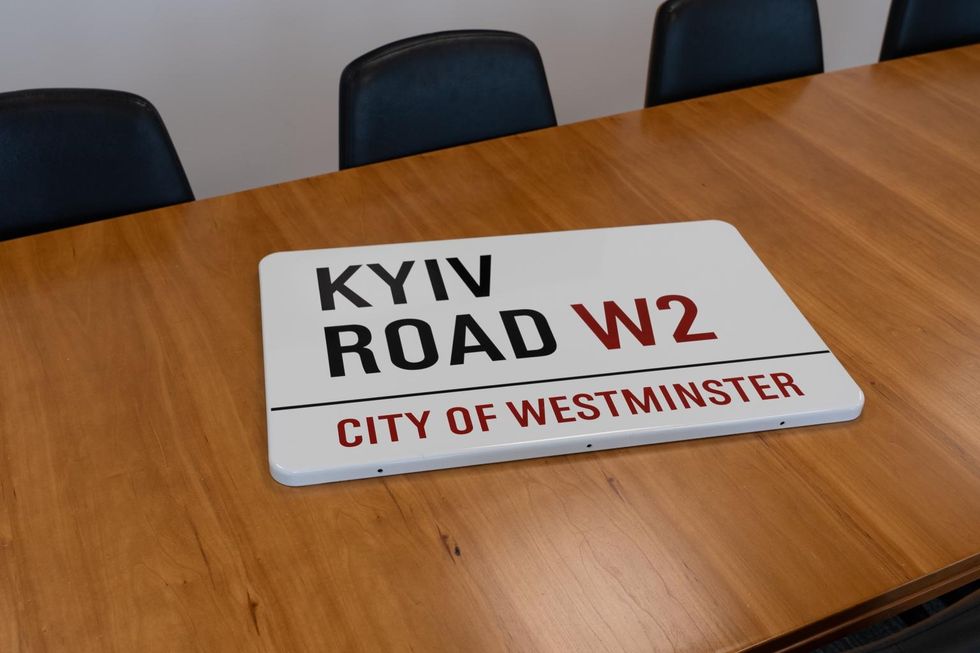 KYIV
ROAD W2
CITY OF WESTMINSTER